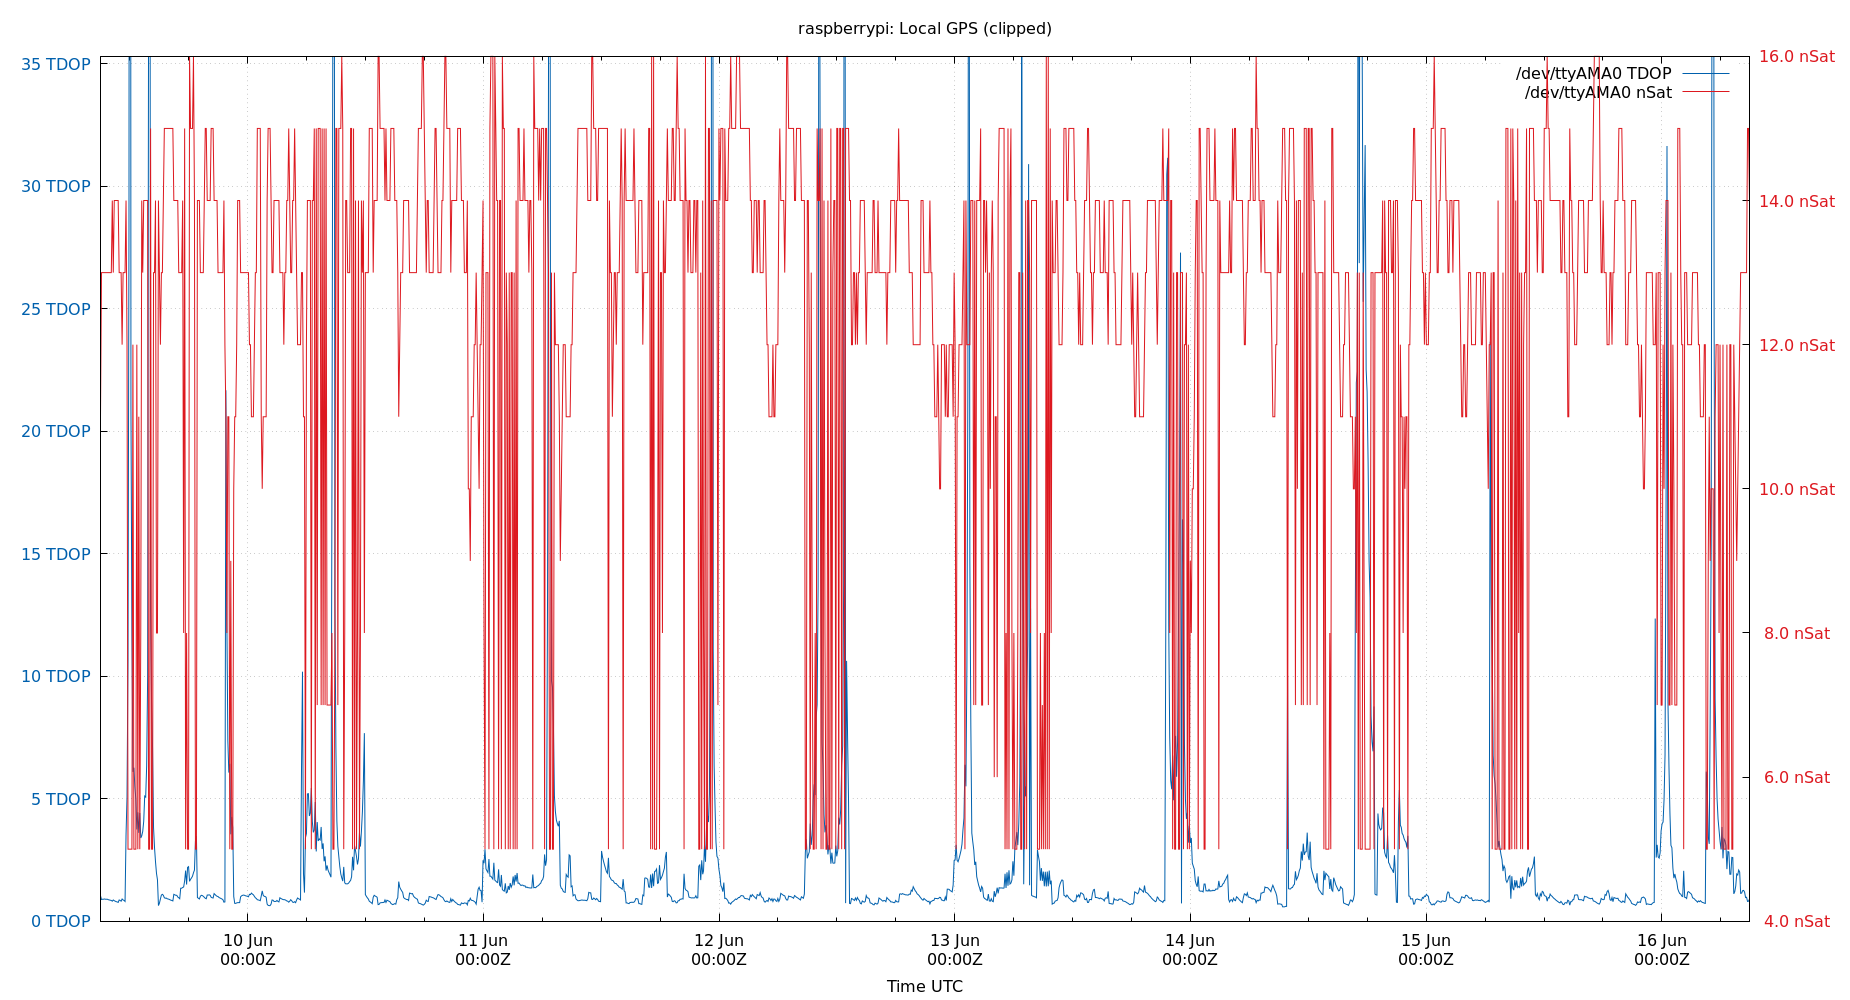 raspberrypi: Local GPS (clipped)
35 TDOP
30 TDOP
25 TDOP
20 TDOP
15 TDOP
10 TDOP
5 TDOP
0 TDOP
16.0 nSat
14.0 nSat
12.0 nSat
10.0 nSat
8.0 nSat
6.0 nSat
4.0 nSat
/dev/ttyAMA0 TDOP
/dev/ttyAMA0 nSat
10 Jun
00:00Z
11 Jun
00:00Z
12 Jun
00:00Z
13 Jun
00:00Z
14 Jun
00:00Z
15 Jun
00:00Z
16 Jun
00:00Z
Time UTC